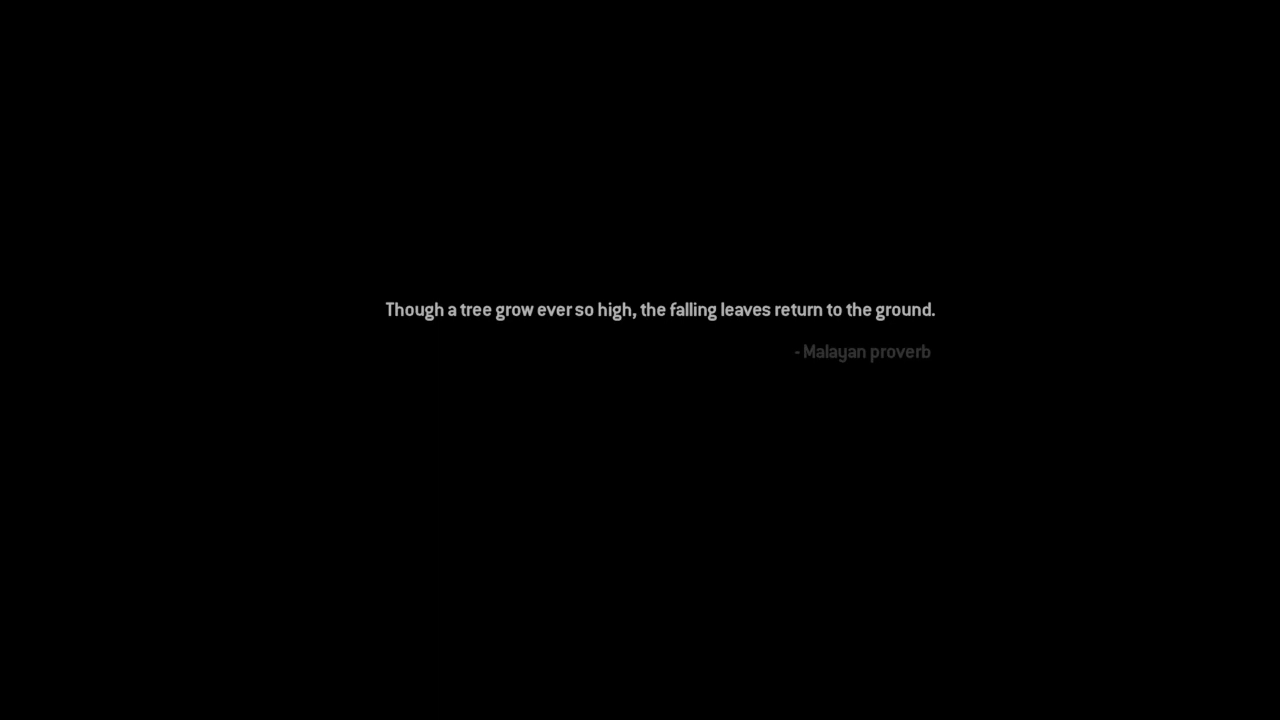 Though a tree grow ever so high, the falling leaves return to the ground.
- Malayan proverb